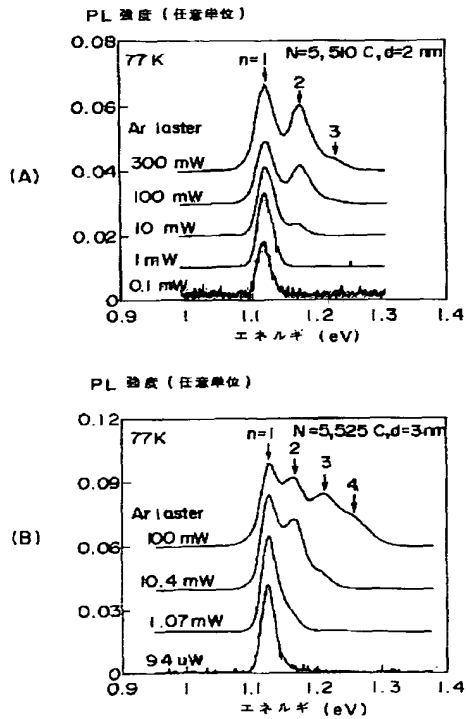 PL 強度 (任意単位)
0.08
77K
n=1
N=5,510 C,d=2 nm
2
3
0.06
Ar laster
300 mW
(A)
0.04
100 mW
10 mW
0.02
1 mW
0.1 mW
0
0.9 1 1.1 1.2 1.3 1.4
エネルギ (eV)
PL 強度 (任意単位)
0.12
77K
n=1
N=5,525 C,d=3nm
2
3
4
0.09
Ar laster
100 mW
(B)
0.06
10.4 mW
0.03
1.07 mW
94 uW
0
0.9 1 1.1 1.2 1.3 1.4
エネルギ (eV)